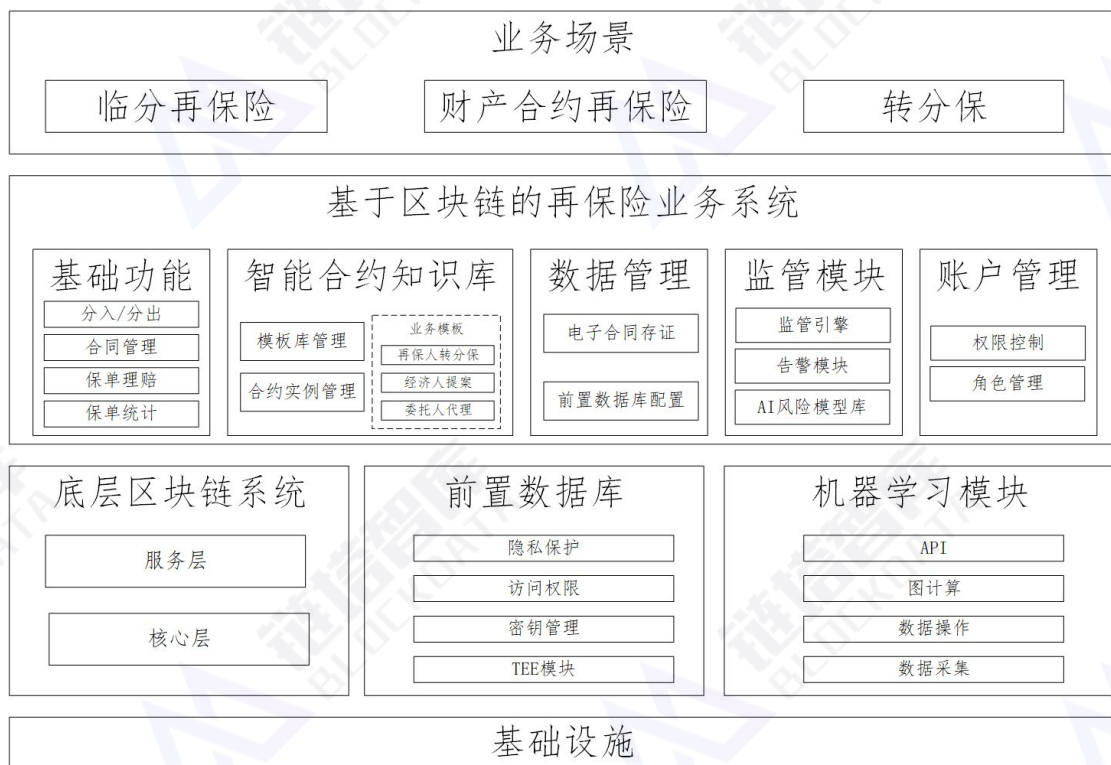 业务场景
临分再保险
财产合约再保险
转分保
基于区块链的再保险业务系统
基础功能
分入/分出
合同管理
保单理赔
保单统计
智能合约知识库
模板库管理
合约实例管理
业务模板
再保人转分保
经济人提案
委托人代理
数据管理
电子合同存证
前置数据库配置
监管模块
监管引擎
告警模块
AI风险模型库
账户管理
权限控制
角色管理
底层区块链系统
服务层
核心层
前置数据库
隐私保护
访问权限
密钥管理
TEE模块
机器学习模块
API
图计算
数据操作
数据采集
基础设施
链塔智库
BLOCKDATA